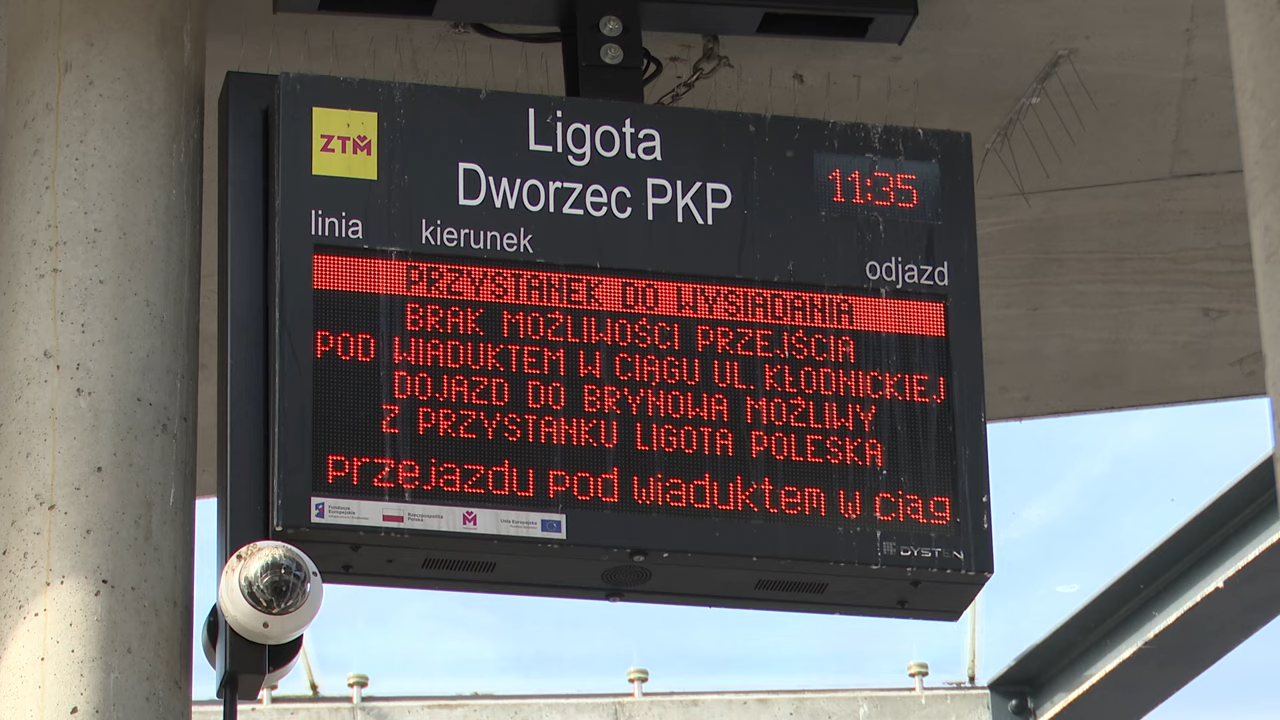 ZTM
Ligota
Dworzec PKP
11:35
linia kierunek odjazd
PRZYSTANEK DO WYSIADANIA
BRAK MOŻLIWOŚCI PRZEJŚCIA
POD WIADUKTEM W CIĄGU UL. KŁODNICKIEJ
DOJAZD DO BRYNOWA MOŻLIWY
Z PRZYSTANKU LIGOTA POLESKA
przejazdu pod wiaduktem w ciąg
Fundusze
Europejskie
Rzeczpospolita
Polska
Unia Europejska
DYSTEN